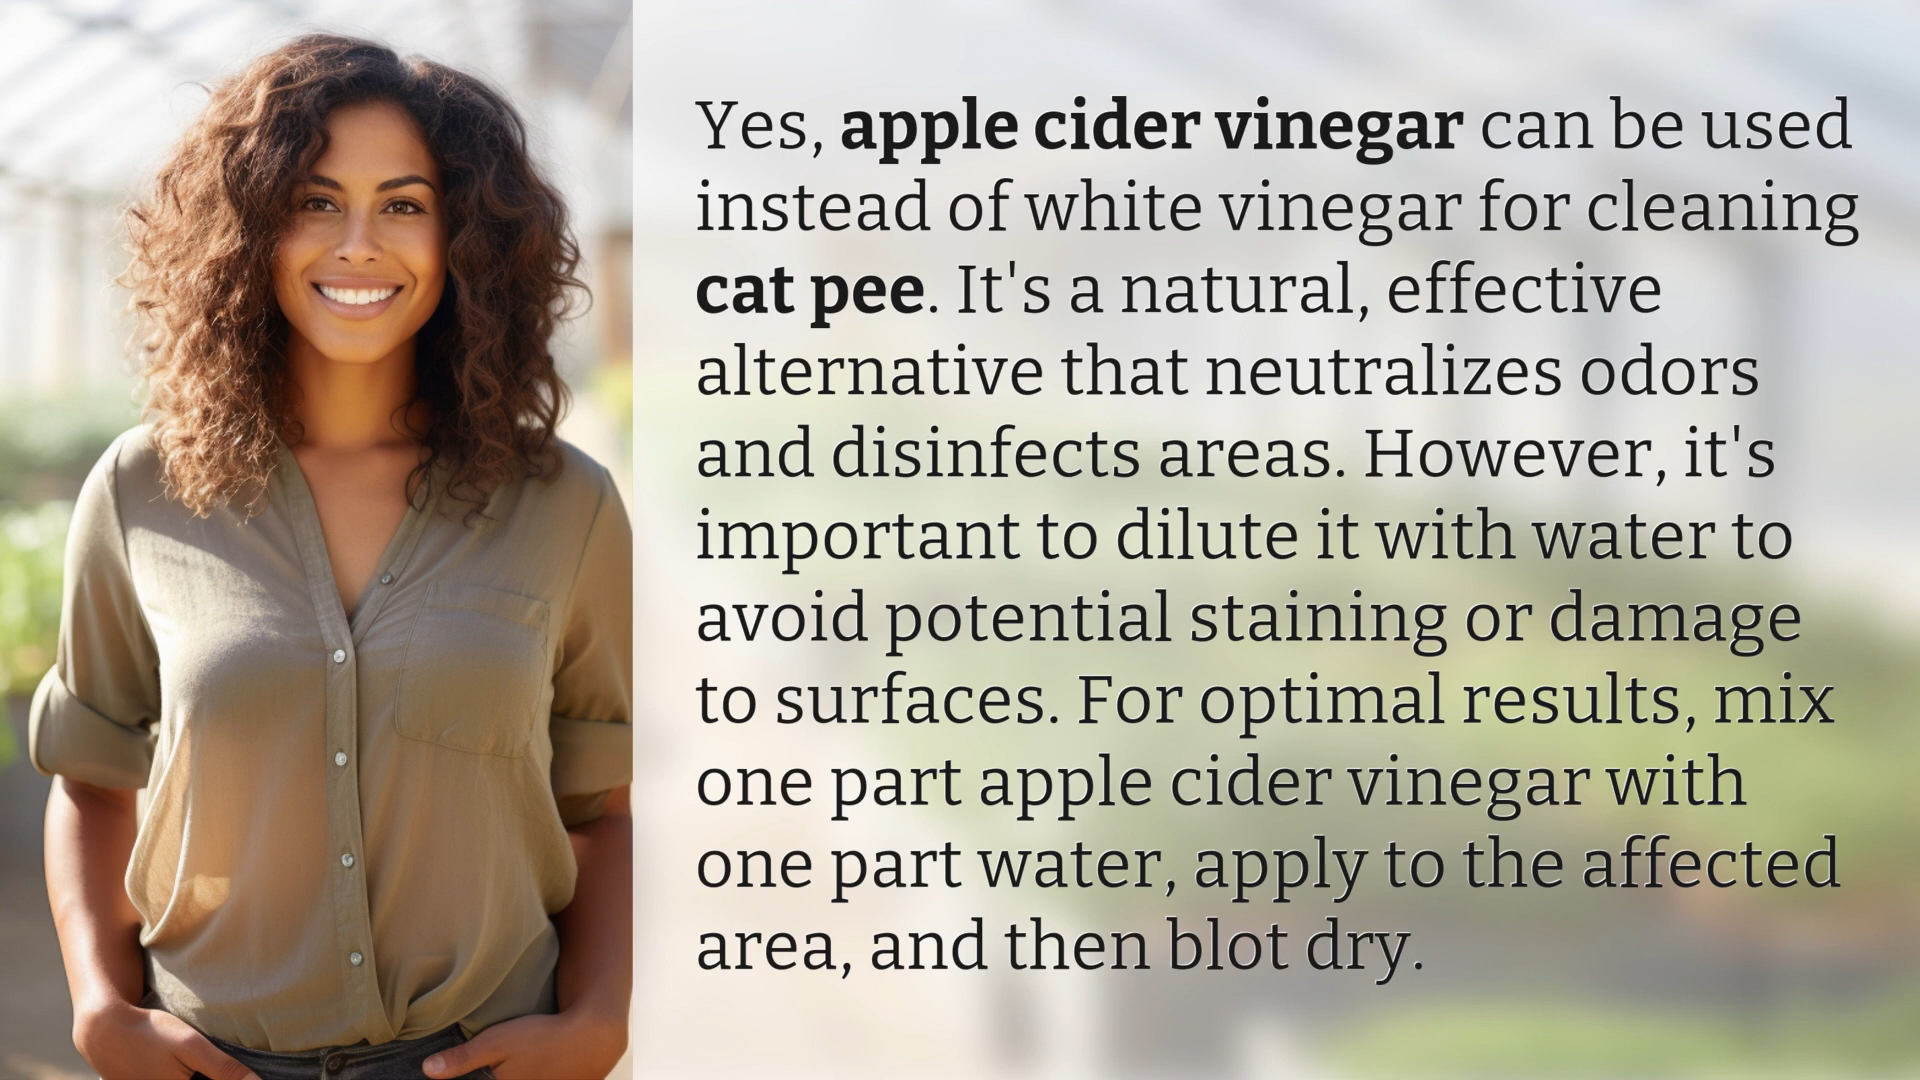 Yes, apple cider vinegar can be used
instead of white vinegar for cleaning
cat pee. It's a natural, effective
alternative that neutralizes odors
and disinfects areas. However, it's
important to dilute it with water to
avoid potential staining or damage
to surfaces. For optimal results, mix
one part apple cider vinegar with
one part water, apply to the affected
area, and then blot dry.